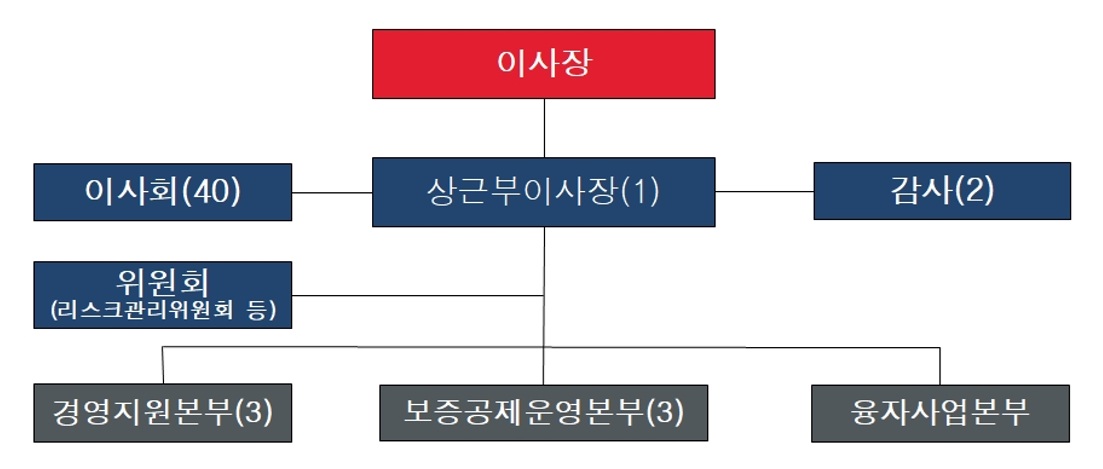 이사장
이사회(40)
상근부이사장(1)
감사(2)
위원회
(리스크관리위원회 등)
경영지원본부(3)
보증공제운영본부(3)
융자사업본부